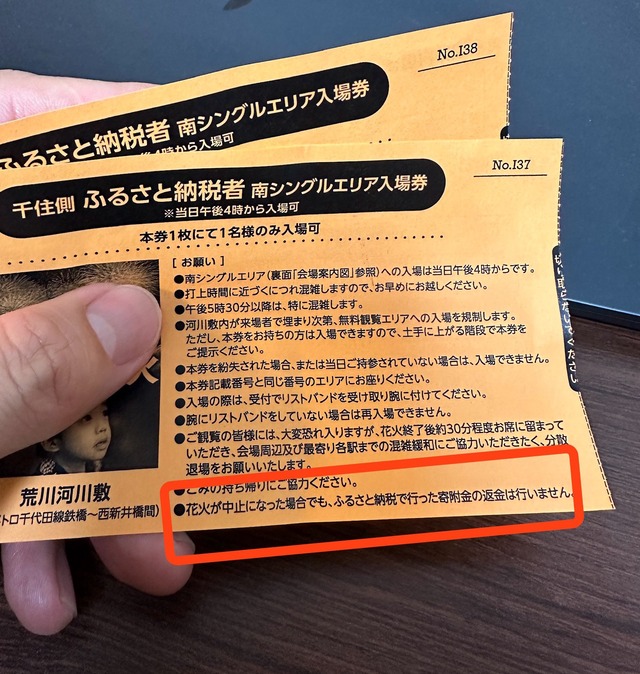 No.138
ふるさと納税者 南シングルエリア入場券
後4時から入場可
No.137
千住側 ふるさと納税者 南シングルエリア入場券
※当日午後4時から入場可
本券1枚にて1名様のみ入場可
[お願い]
●南シングルエリア(裏面「会場案内図」参照)への入場は当日午後4時からです。
●打上時間に近づくにつれ混雑しますので、お早めにお越しください。
●午後5時30分以降は、特に混雑します。
●河川敷内が来場者で埋まり次第、無料観覧エリアへの入場を規制します。
ただし、本券をお持ちの方は入場できますので、土手に上がる階段で本券を
ご提示ください。
●本券を紛失された場合、または当日ご持参されていない場合は、入場できません。
●本券記載番号と同じ番号のエリアにお座りください。
●入場の際は、受付でリストバンドを受け取り腕に付けてください。
●腕にリストバンドをしていない場合は再入場できません。
●ご観覧の皆様には、大変恐れ入りますが、花火終了後約30分程度お席に留まって
いただき、会場周辺及び最寄り各駅までの混雑緩和にご協力いただきたく、分散
退場をお願いいたします。
●ごみの持ち帰りにご協力ください。
●花火が中止になった場合でも、ふるさと納税で行った寄附金の返金は行いません。
荒川河川敷
トロ千代田線鉄橋〜西新井橋間)
切り取らないでください